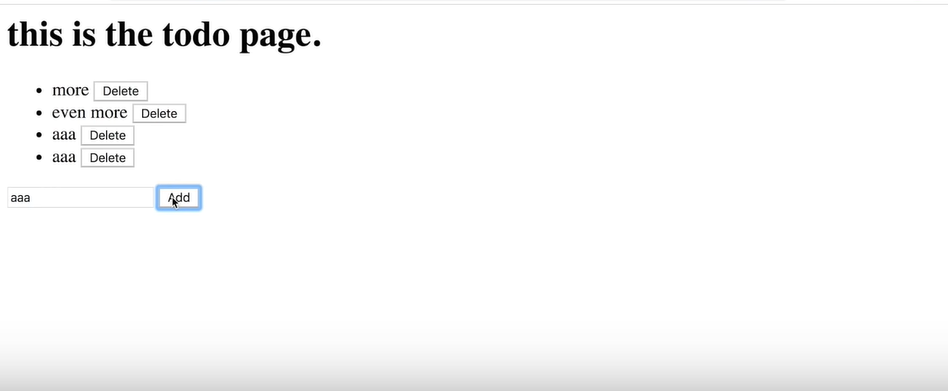 this is the todo page.
more Delete
even more Delete
aaa Delete
aaa Delete
aaa Add